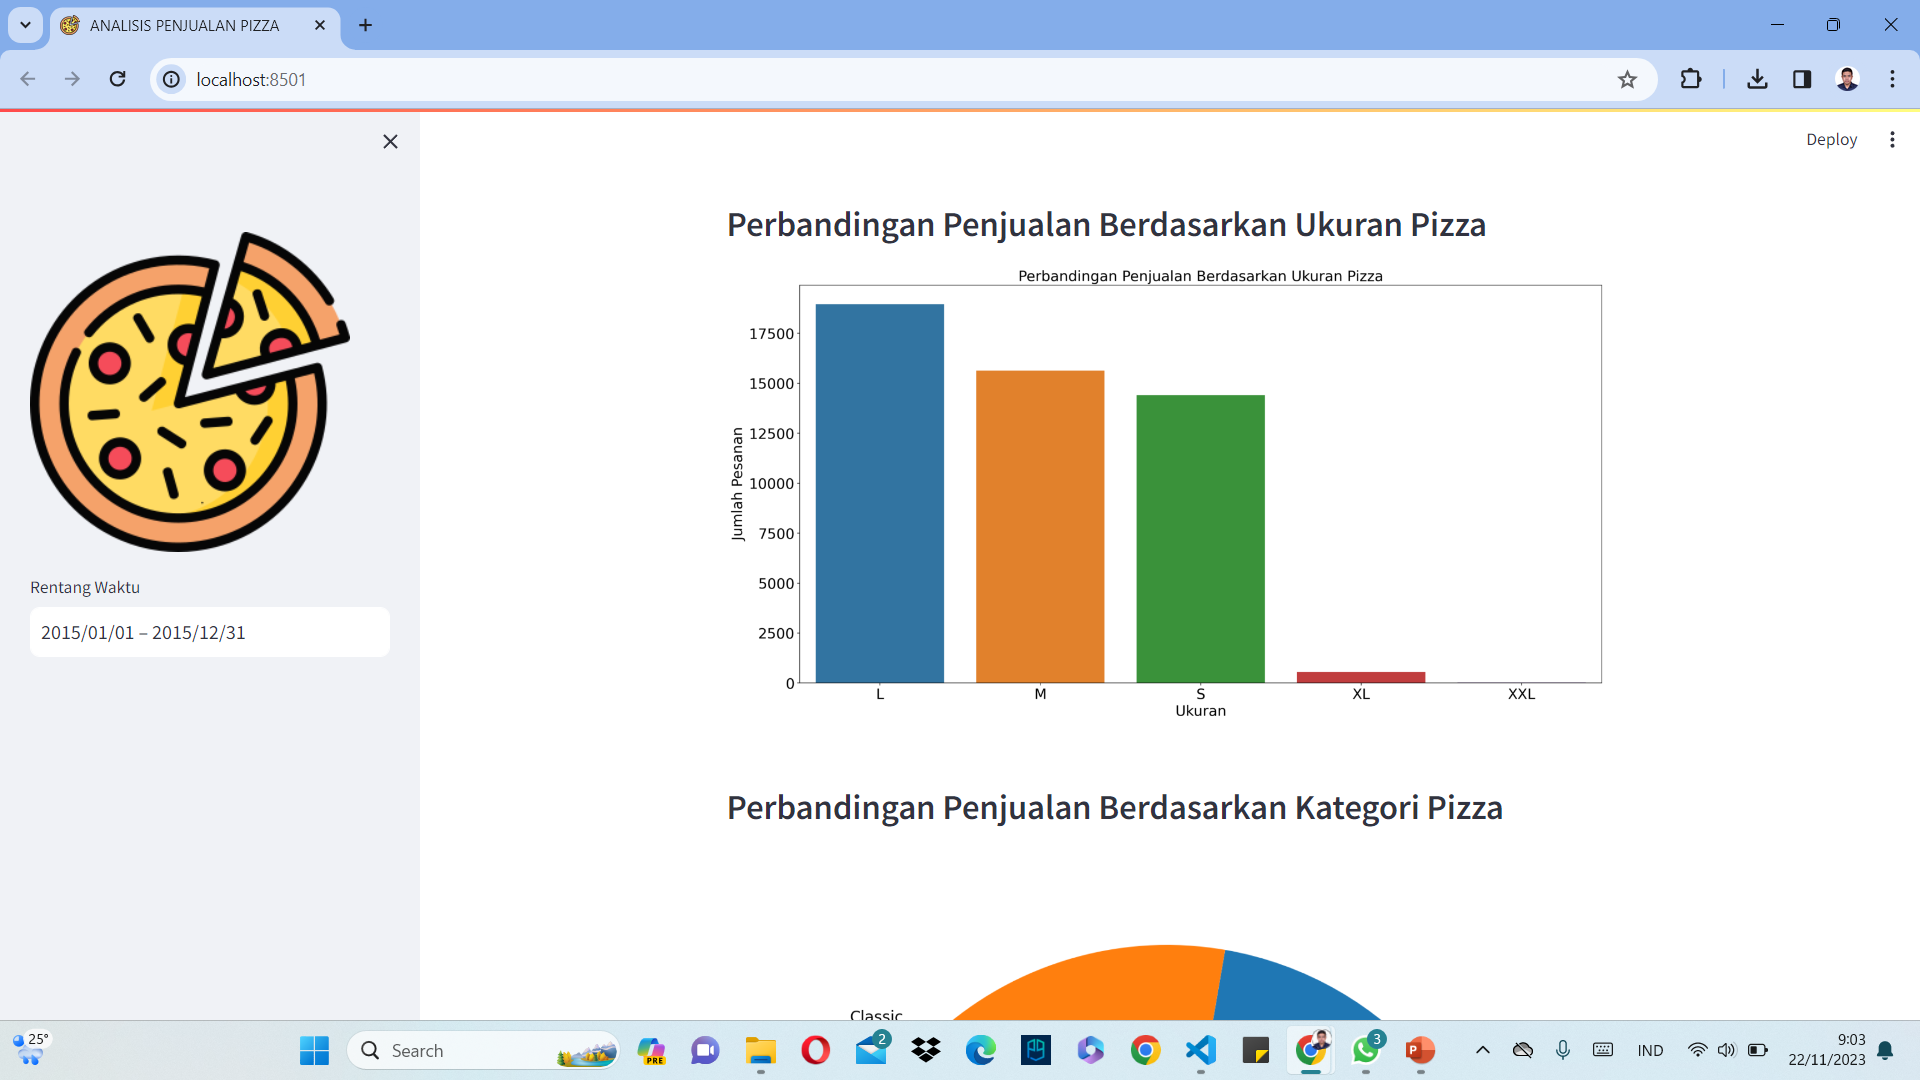 ANALISIS PENJUALAN PIZZA
localhost:8501
Deploy
Rentang Waktu
2015/01/01 – 2015/12/31
Perbandingan Penjualan Berdasarkan Ukuran Pizza
Perbandingan Penjualan Berdasarkan Ukuran Pizza
Jumlah Pesanan
17500
15000
12500
10000
7500
5000
2500
0
L M S XL XXL
Ukuran
Perbandingan Penjualan Berdasarkan Kategori Pizza
Classic
25°
Search
PRE
2
3
P
IND
9:03
22/11/2023